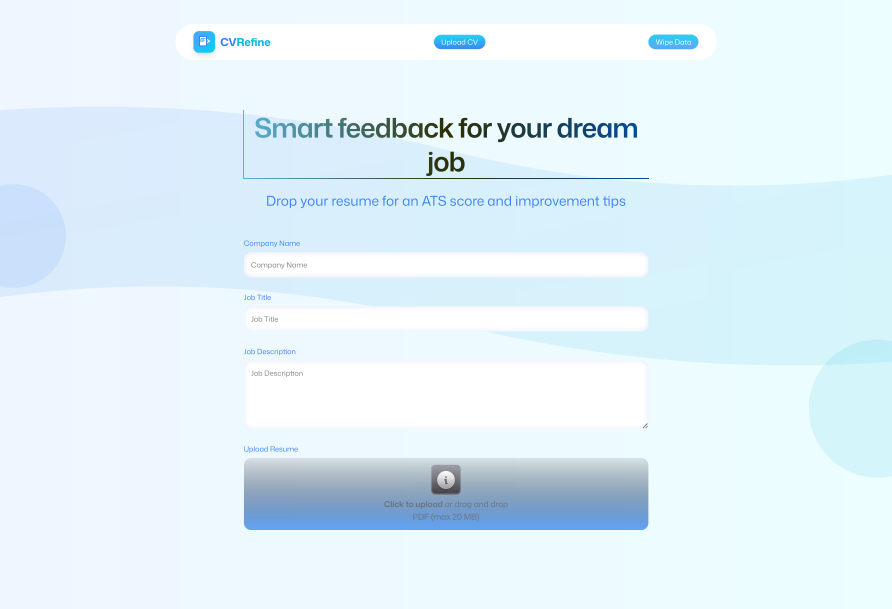 CVRefine
Upload CV
Wipe Data
Smart feedback for your dream
job
Drop your resume for an ATS score and improvement tips
Company Name
Company Name
Job Title
Job Title
Job Description
Job Description
Upload Resume
Click to upload or drag and drop
PDF (max 20 MB)